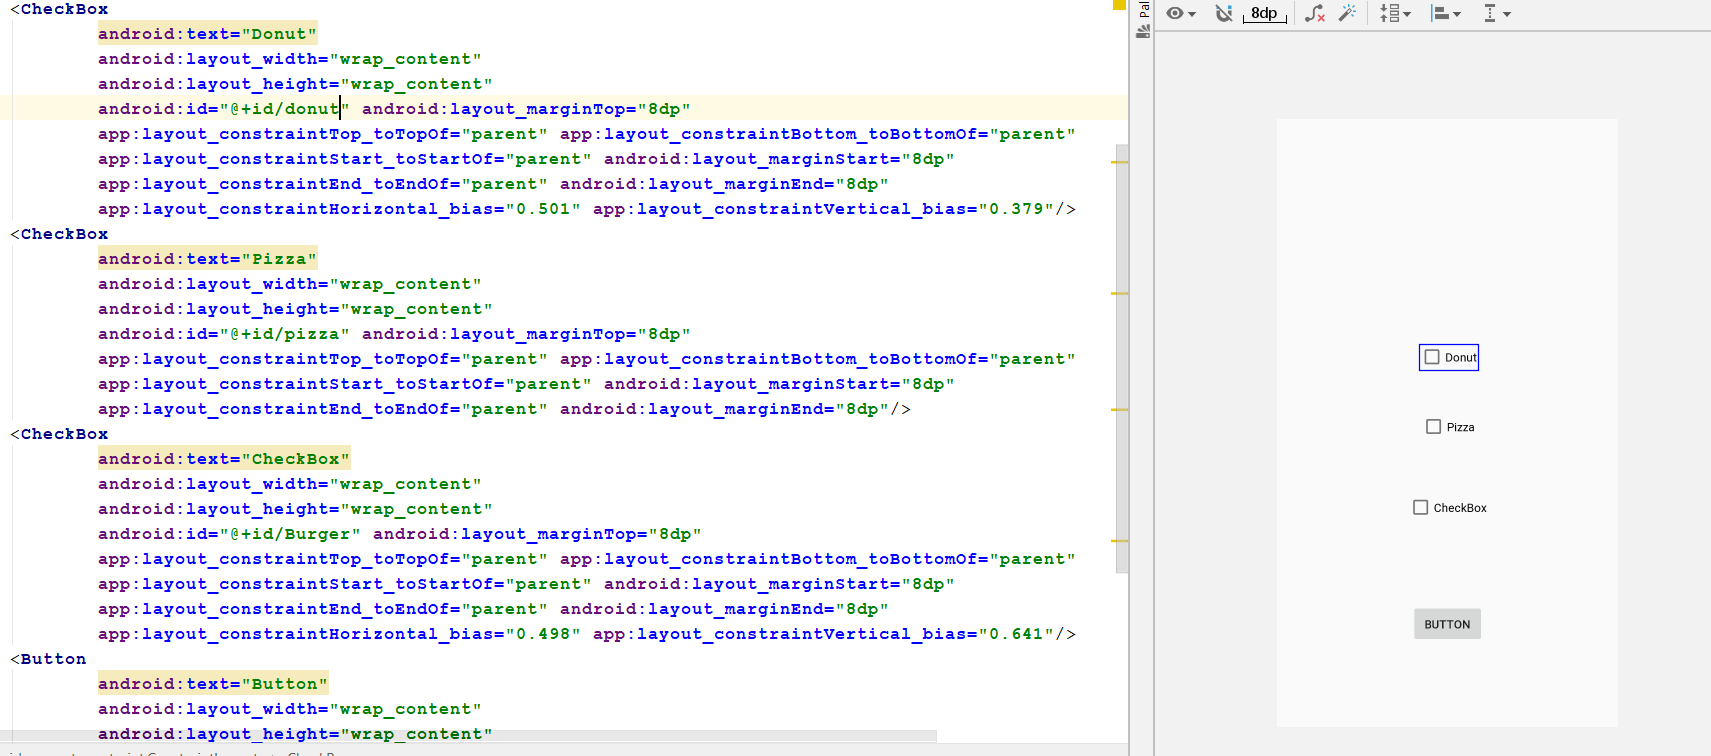 <CheckBox
android:text="Donut"
android:layout_width="wrap_content"
android:layout_height="wrap_content"
android:id="@+id/donut" android:layout_marginTop="8dp"
app:layout_constraintTop_toTopOf="parent" app:layout_constraintBottom_toBottomOf="parent"
app:layout_constraintStart_toStartOf="parent" android:layout_marginStart="8dp"
app:layout_constraintEnd_toEndOf="parent" android:layout_marginEnd="8dp"
app:layout_constraintHorizontal_bias="0.501" app:layout_constraintVertical_bias="0.379"/>
<CheckBox
android:text="Pizza"
android:layout_width="wrap_content"
android:layout_height="wrap_content"
android:id="@+id/pizza" android:layout_marginTop="8dp"
app:layout_constraintTop_toTopOf="parent" app:layout_constraintBottom_toBottomOf="parent"
app:layout_constraintStart_toStartOf="parent" android:layout_marginStart="8dp"
app:layout_constraintEnd_toEndOf="parent" android:layout_marginEnd="8dp"/>
<CheckBox
android:text="CheckBox"
android:layout_width="wrap_content"
android:layout_height="wrap_content"
android:id="@+id/Burger" android:layout_marginTop="8dp"
app:layout_constraintTop_toTopOf="parent" app:layout_constraintBottom_toBottomOf="parent"
app:layout_constraintStart_toStartOf="parent" android:layout_marginStart="8dp"
app:layout_constraintEnd_toEndOf="parent" android:layout_marginEnd="8dp"
app:layout_constraintHorizontal_bias="0.498" app:layout_constraintVertical_bias="0.641"/>
<Button
android:text="Button"
android:layout_width="wrap_content"
android:layout_height="wrap_content"
Pal
8dp
Donut
Pizza
CheckBox
BUTTON